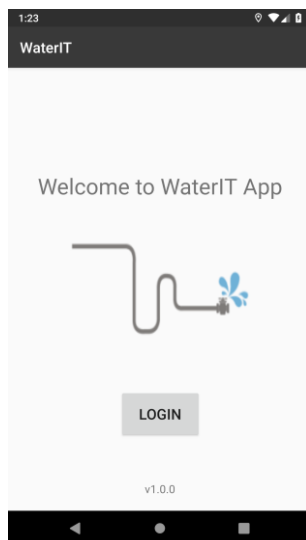 1:23
WaterIT
Welcome to WaterIT App
LOGIN
v1.0.0